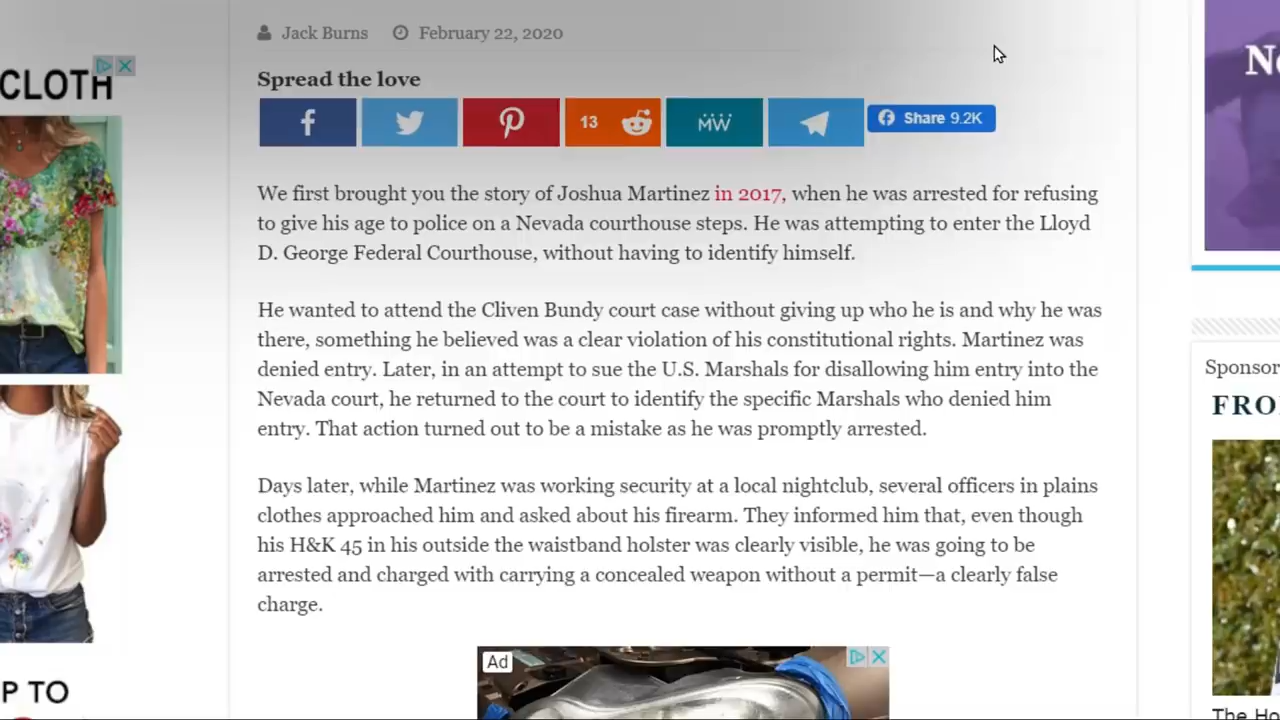 Jack Burns February 22, 2020
Spread the love
CLOTH
13
MW
Share 9.2K
We first brought you the story of Joshua Martinez in 2017, when he was arrested for refusing
to give his age to police on a Nevada courthouse steps. He was attempting to enter the Lloyd
D. George Federal Courthouse, without having to identify himself.
He wanted to attend the Cliven Bundy court case without giving up who he is and why he was
there, something he believed was a clear violation of his constitutional rights. Martinez was
denied entry. Later, in an attempt to sue the U.S. Marshals for disallowing him entry into the
Nevada court, he returned to the court to identify the specific Marshals who denied him
entry. That action turned out to be a mistake as he was promptly arrested.
Days later, while Martinez was working security at a local nightclub, several officers in plains
clothes approached him and asked about his firearm. They informed him that, even though
his H&K 45 in his outside the waistband holster was clearly visible, he was going to be
arrested and charged with carrying a concealed weapon without a permit—a clearly false
charge.
Ad
P TO
Sponsor
FRO
The Ho